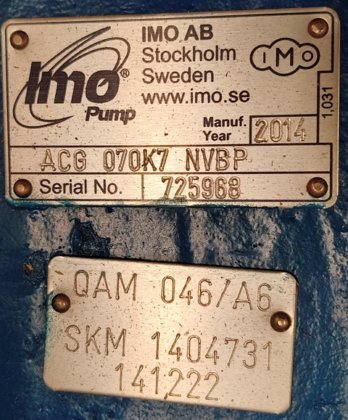 IMO AB
Stockholm
Sweden
www.imo.se
Imo®
Pump
IMO
Manuf.
Year 2014
1,031
ACG 070K7 NVBP
Serial No. 725968
QAM 046/A6
SKM 1404731
141222